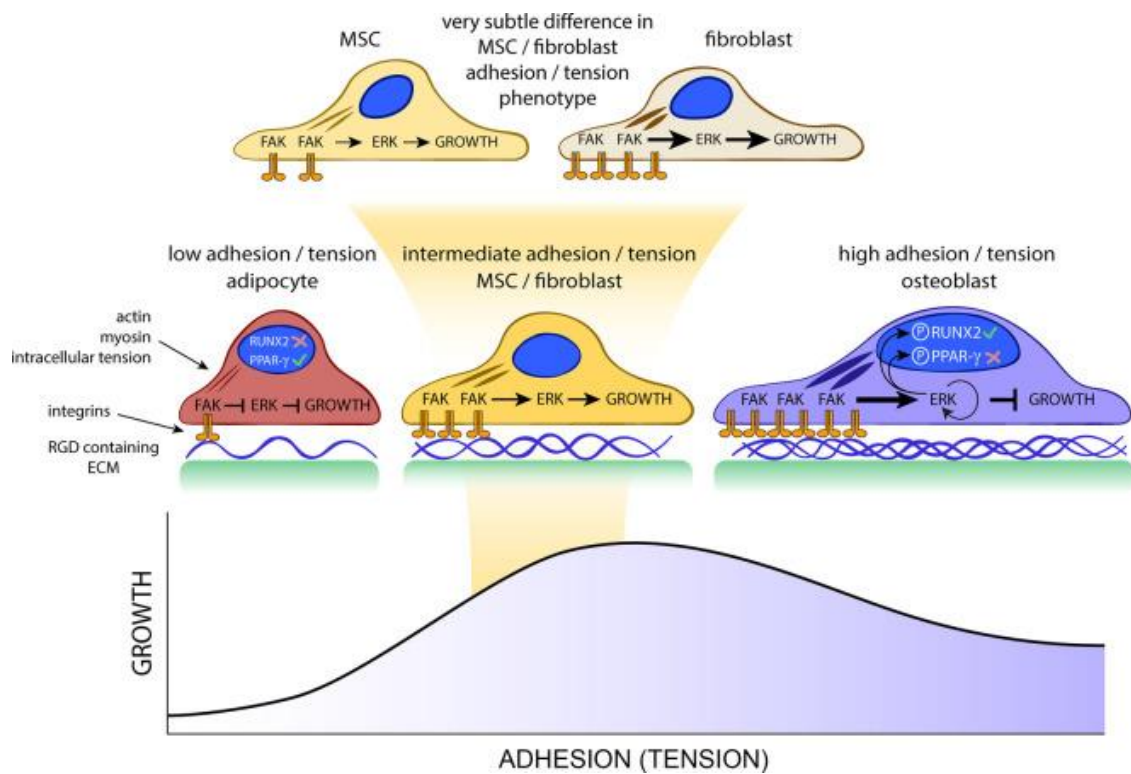 MSC
very subtle difference in
MSC / fibroblast
adhesion / tension
phenotype
fibroblast
FAK FAK ERK GROWTH
FAK FAK ERK GROWTH
low adhesion / tension
adipocyte
intermediate adhesion / tension
MSC / fibroblast
high adhesion / tension
osteoblast
actin
myosin
intracellular tension
integrins
RGD containing
ECM
RUNX2
PPAR-γ
FAK ERK GROWTH
FAK FAK ERK GROWTH
P RUNX2
P PPAR-γ
FAK FAK FAK ERK GROWTH
GROWTH
ADHESION (TENSION)